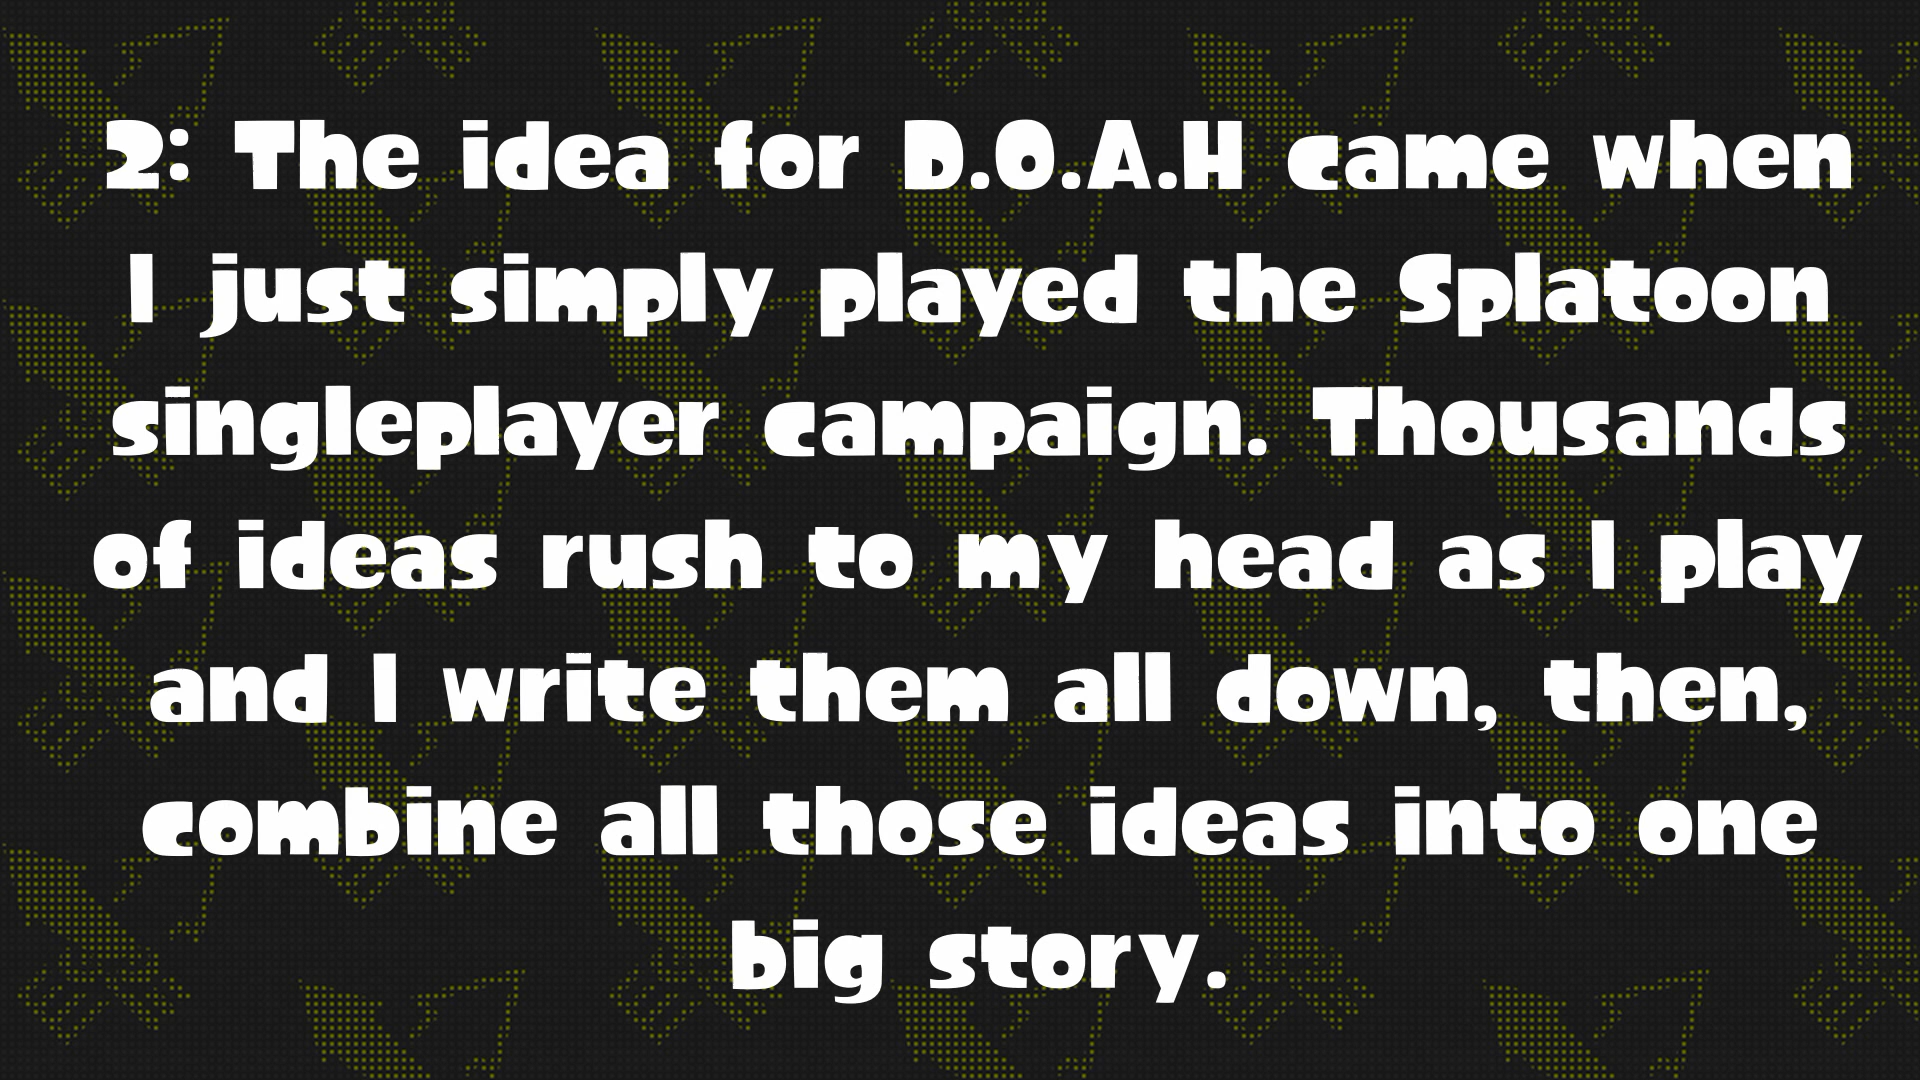 2: The idea for D.O.A.H came when
I just simply played the Splatoon
singleplayer campaign. Thousands
of ideas rush to my head as I play
and I write them all down, then,
combine all those ideas into one
big story.